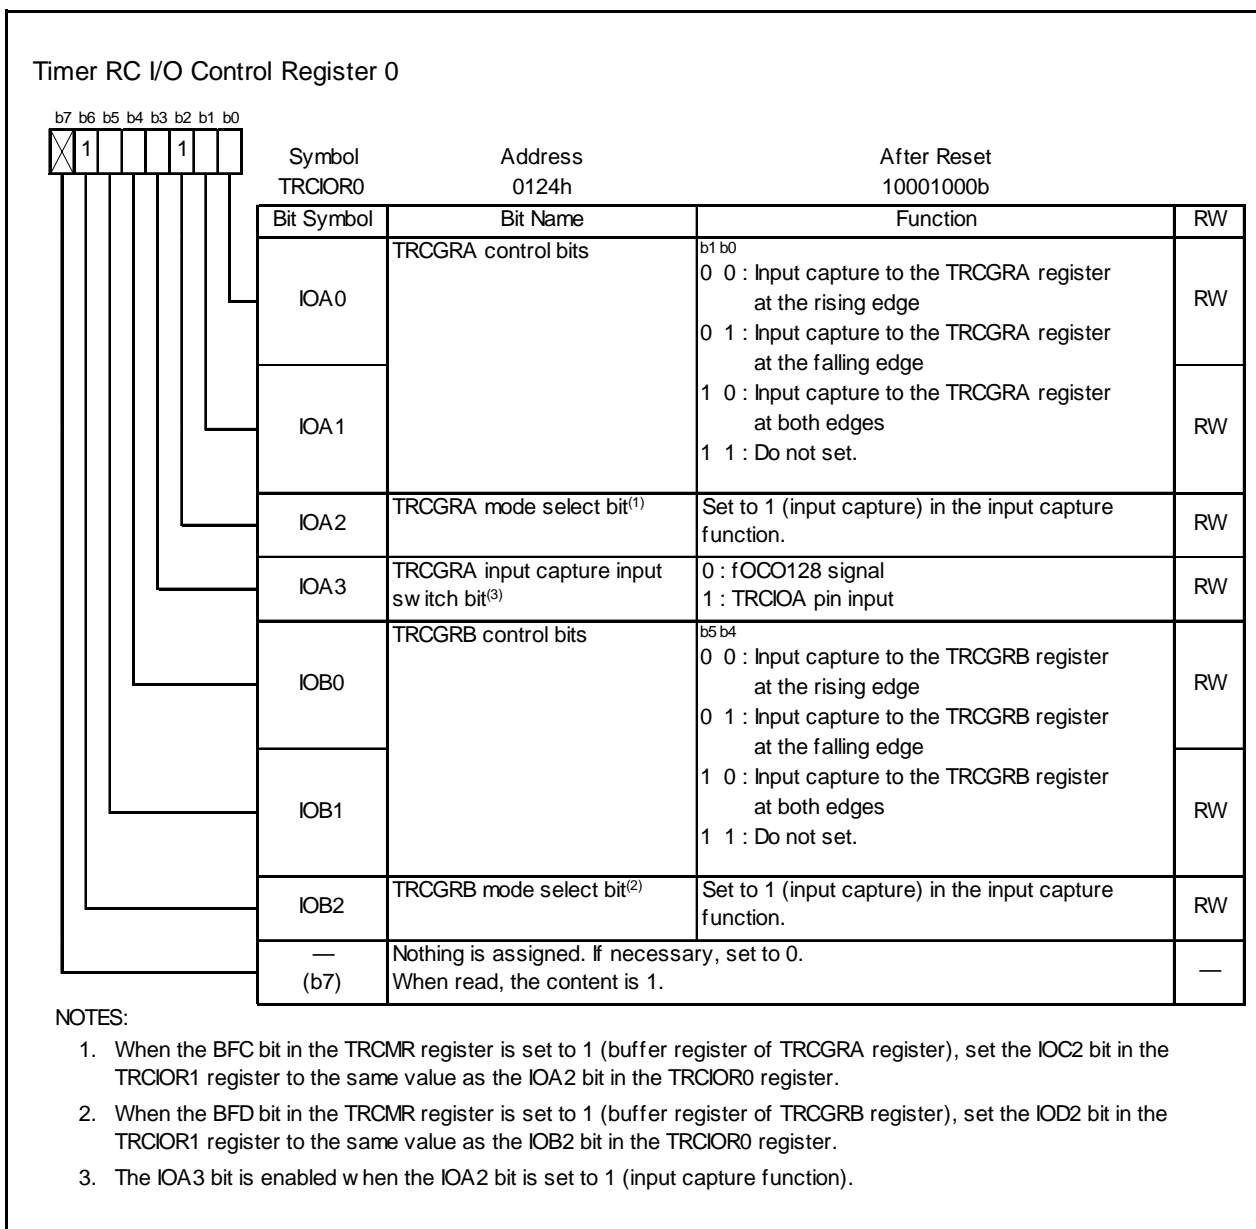 Timer RC I/O Control Register 0
b7 b6 b5 b4 b3 b2 b1 b0
1 1
Symbol Address After Reset
TRCIOR0 0124h 10001000b
Bit Symbol Bit Name Function RW
IOA0 TRCGRA control bits b1 b0
0 0 : Input capture to the TRCGRA register
at the rising edge RW
0 1 : Input capture to the TRCGRA register
at the falling edge
IOA1 1 0 : Input capture to the TRCGRA register
at both edges RW
1 1 : Do not set.
IOA2 TRCGRA mode select bit(1) Set to 1 (input capture) in the input capture
function. RW
IOA3 TRCGRA input capture input
switch bit(3) 0 : fOCO128 signal
1 : TRCIOA pin input RW
IOB0 TRCGRB control bits b5 b4
0 0 : Input capture to the TRCGRB register
at the rising edge RW
0 1 : Input capture to the TRCGRB register
at the falling edge
IOB1 1 0 : Input capture to the TRCGRB register
at both edges RW
1 1 : Do not set.
IOB2 TRCGRB mode select bit(2) Set to 1 (input capture) in the input capture
function. RW
— Nothing is assigned. If necessary, set to 0.
(b7) When read, the content is 1. —
NOTES:
1. When the BFC bit in the TRCMR register is set to 1 (buffer register of TRCGRA register), set the IOC2 bit in the
TRCIOR1 register to the same value as the IOA2 bit in the TRCIOR0 register.
2. When the BFD bit in the TRCMR register is set to 1 (buffer register of TRCGRB register), set the IOD2 bit in the
TRCIOR1 register to the same value as the IOB2 bit in the TRCIOR0 register.
3. The IOA3 bit is enabled when the IOA2 bit is set to 1 (input capture function).